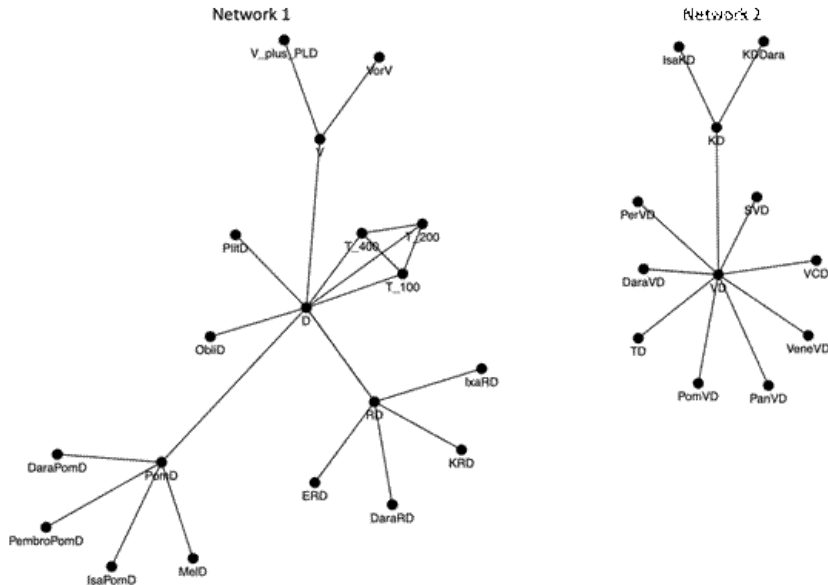 Network 1
V_plus_PLD
VorV
V
PlitD
T_400
T_200
T_100
D
ObliD
IxaRD
RD
KRD
ERD
DaraRD
DaraPomD
PomD
PembroPomD
IsaPomD
MelD
Network 2
IsaKD
KDDara
KD
PerVD
SVD
DaraVD
VD
VCD
TD
VeneVD
PomVD
PanVD